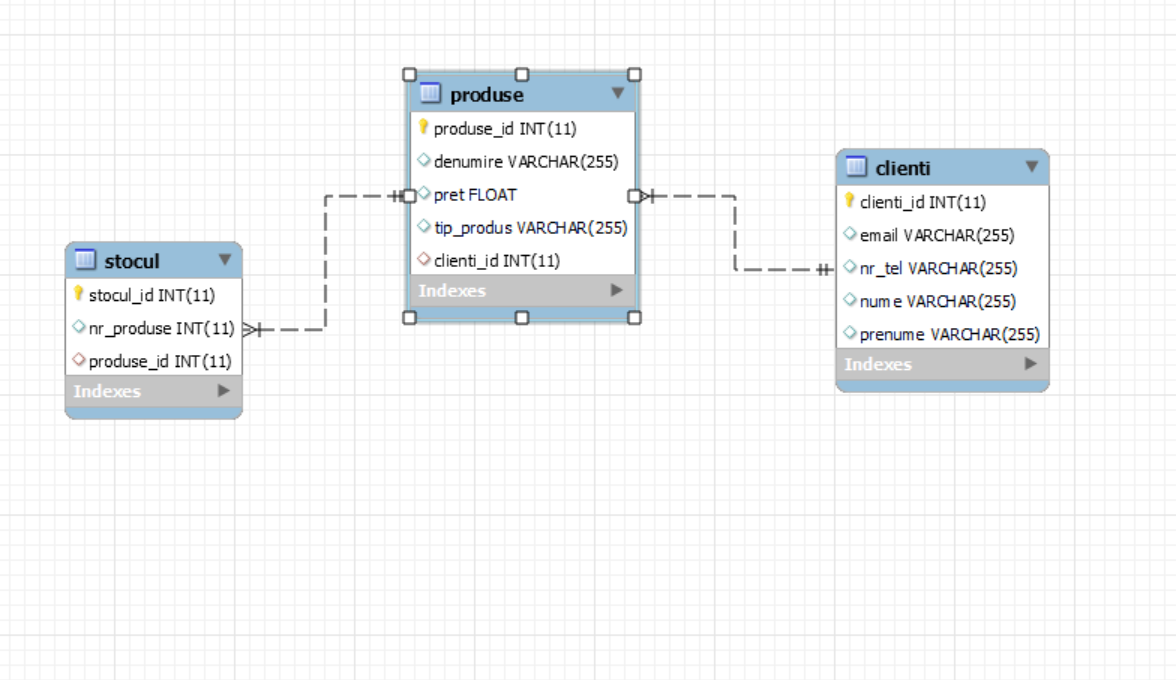 produse
produse_id INT(11)
denumire VARCHAR(255)
pret FLOAT
tip_produs VARCHAR(255)
clienti_id INT(11)
Indexes
clienti
clienti_id INT(11)
email VARCHAR(255)
nr_tel VARCHAR(255)
nume VARCHAR(255)
prenume VARCHAR(255)
Indexes
stocul
stocul_id INT(11)
nr_produse INT(11)
produse_id INT(11)
Indexes